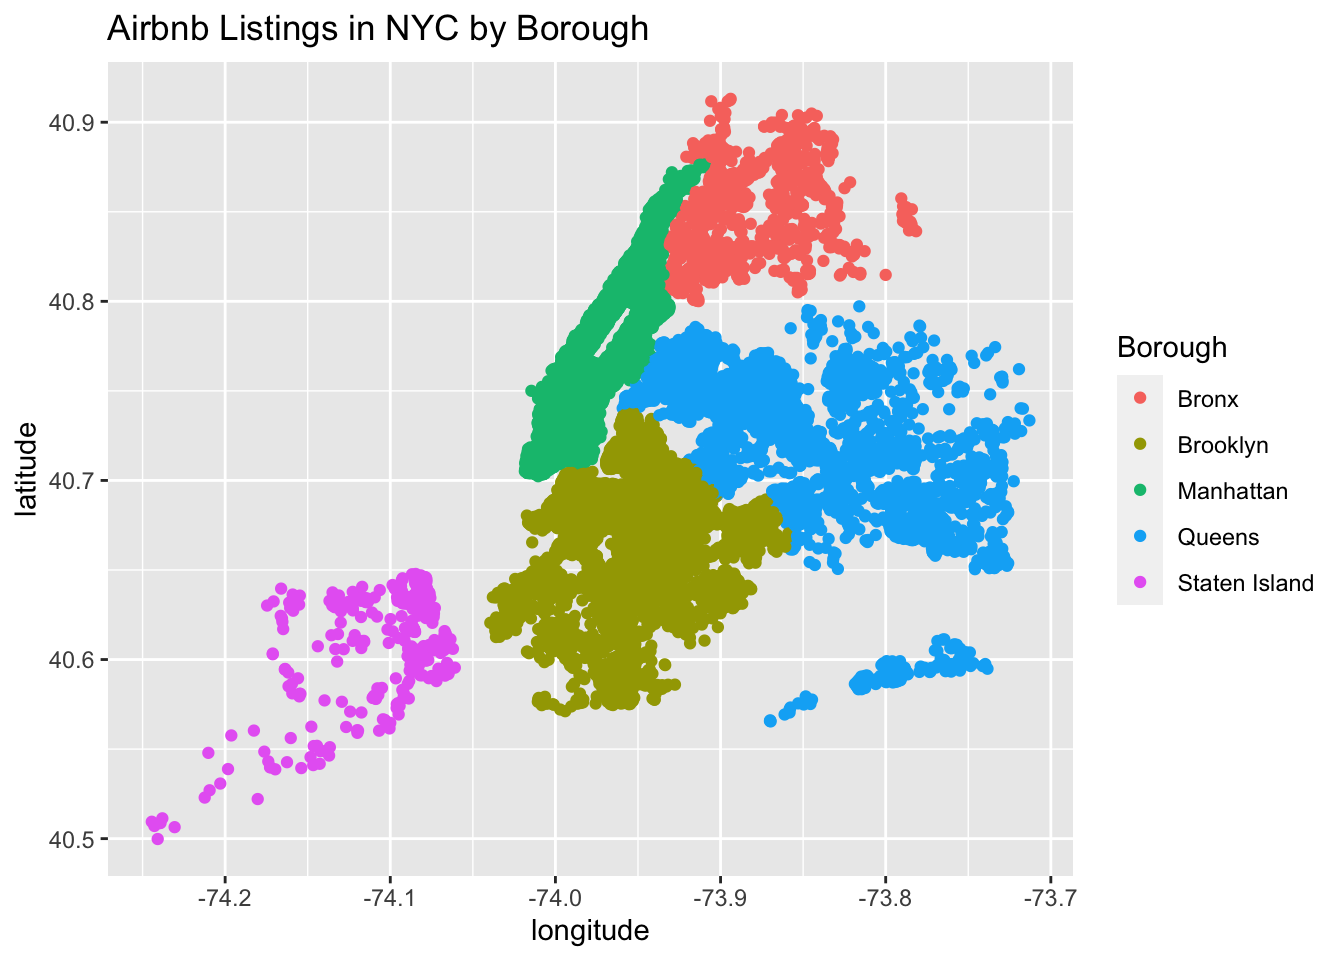 Airbnb Listings in NYC by Borough
40.9
40.8
40.7
40.6
40.5
latitude
-74.2
-74.1
-74.0
-73.9
-73.8
-73.7
longitude
Borough
Bronx
Brooklyn
Manhattan
Queens
Staten Island